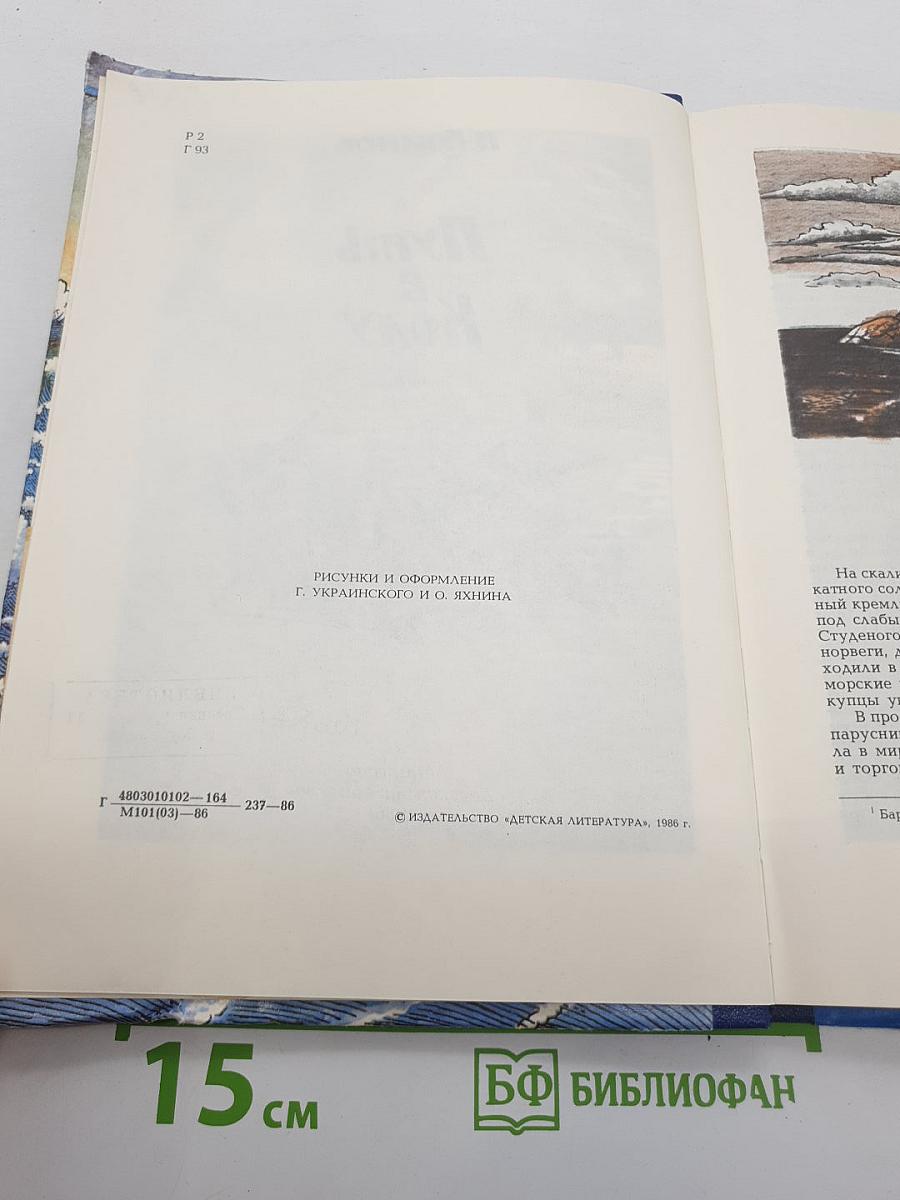 Р 2
Г 93
РИСУНКИ И ОФОРМЛЕНИЕ
Г. УКРАИНСКОГО И О. ЯХНИНА
Г 4803010102—164 237—86
М101(03)—86
© ИЗДАТЕЛЬСТВО «ДЕТСКАЯ ЛИТЕРАТУРА», 1986 г.
На скали
катного сол
ный кремл
под слабы
Студеного
норвеги, д
ходили в
морские
купцы у
В про
парусни
ла в ми
и торго
1 Бар
15 см
БФ БИБЛИОФАН